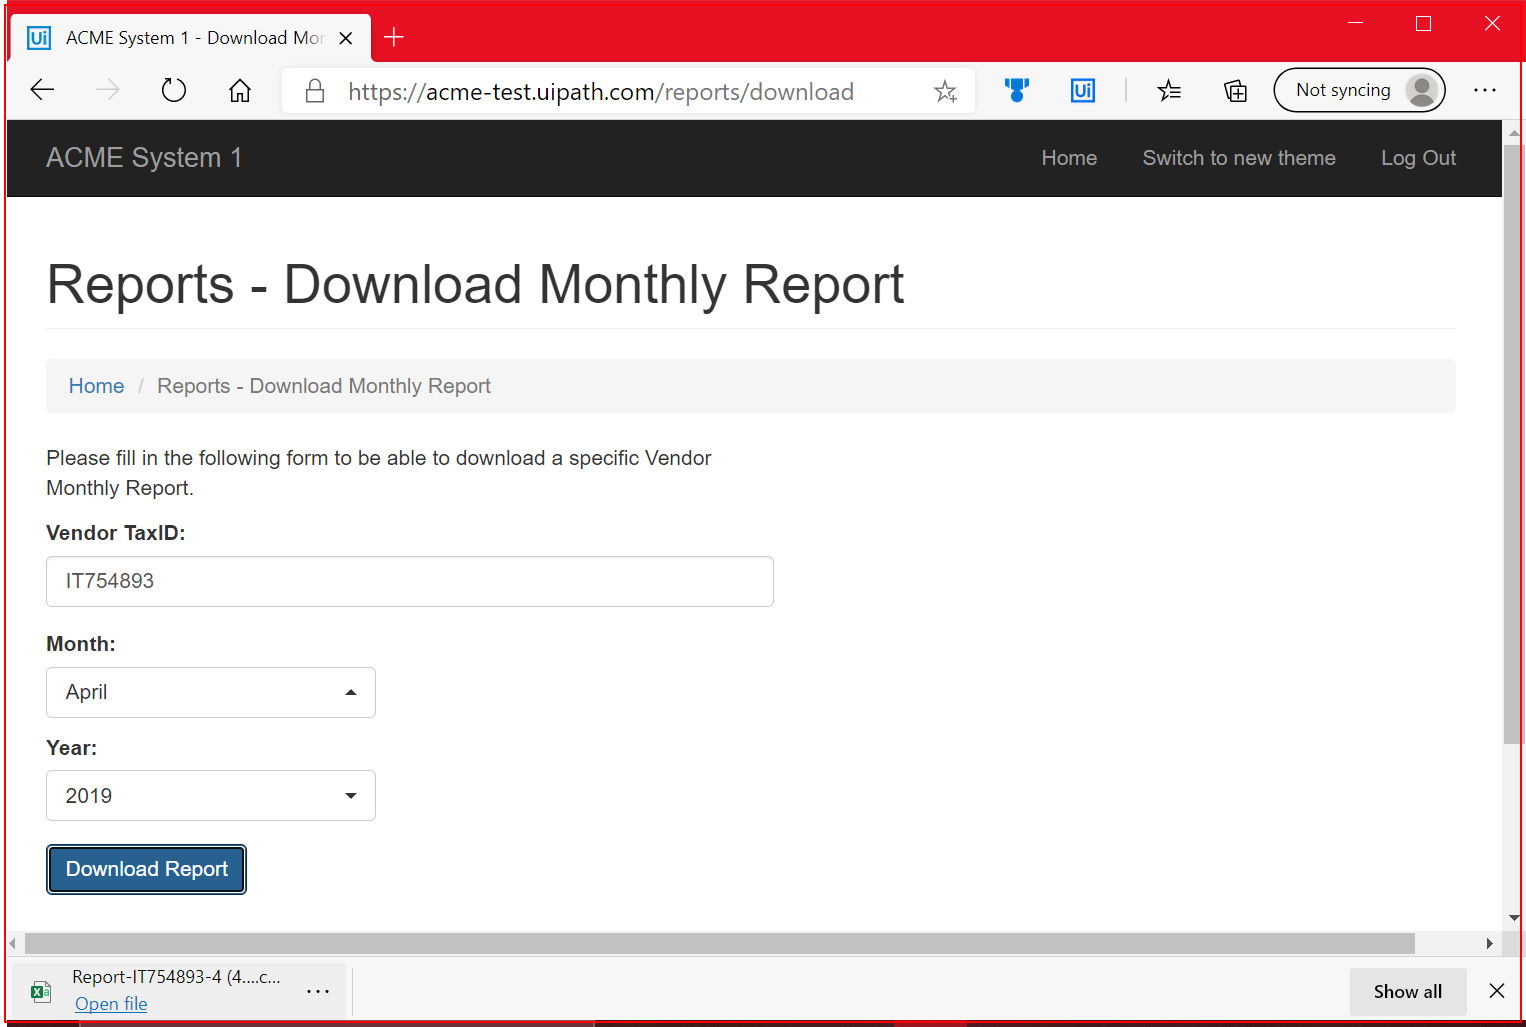 Ui ACME System 1 - Download Mor
https://acme-test.uipath.com/reports/download
Ui
Not syncing
ACME System 1
Home Switch to new theme Log Out
Reports - Download Monthly Report
Home / Reports - Download Monthly Report
Please fill in the following form to be able to download a specific Vendor
Monthly Report.
Vendor TaxID:
IT754893
Month:
April
Year:
2019
Download Report
Report-IT754893-4 (4....c...
Open file
Show all